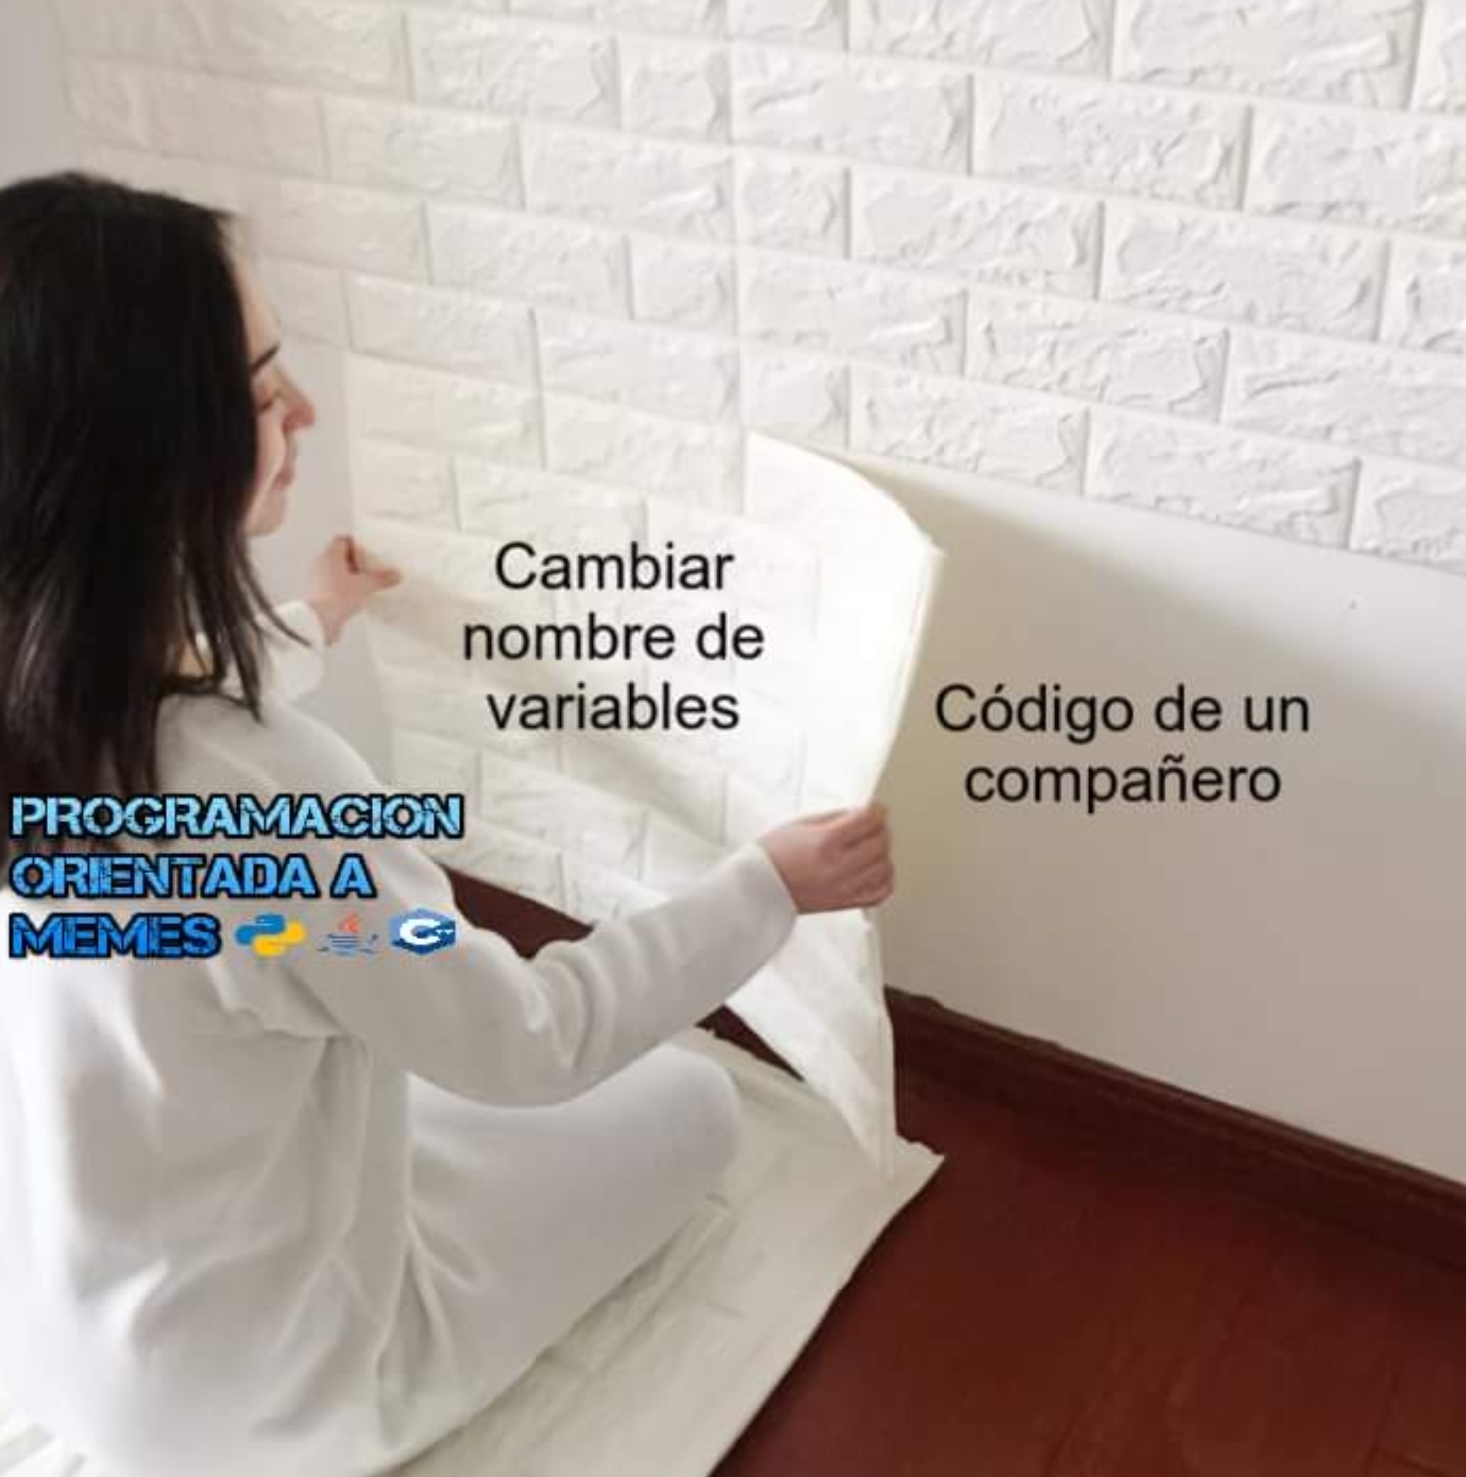 Cambiar
nombre de
variables
Código de un
compañero
PROGRAMACION
ORIENTADA A
MEMES